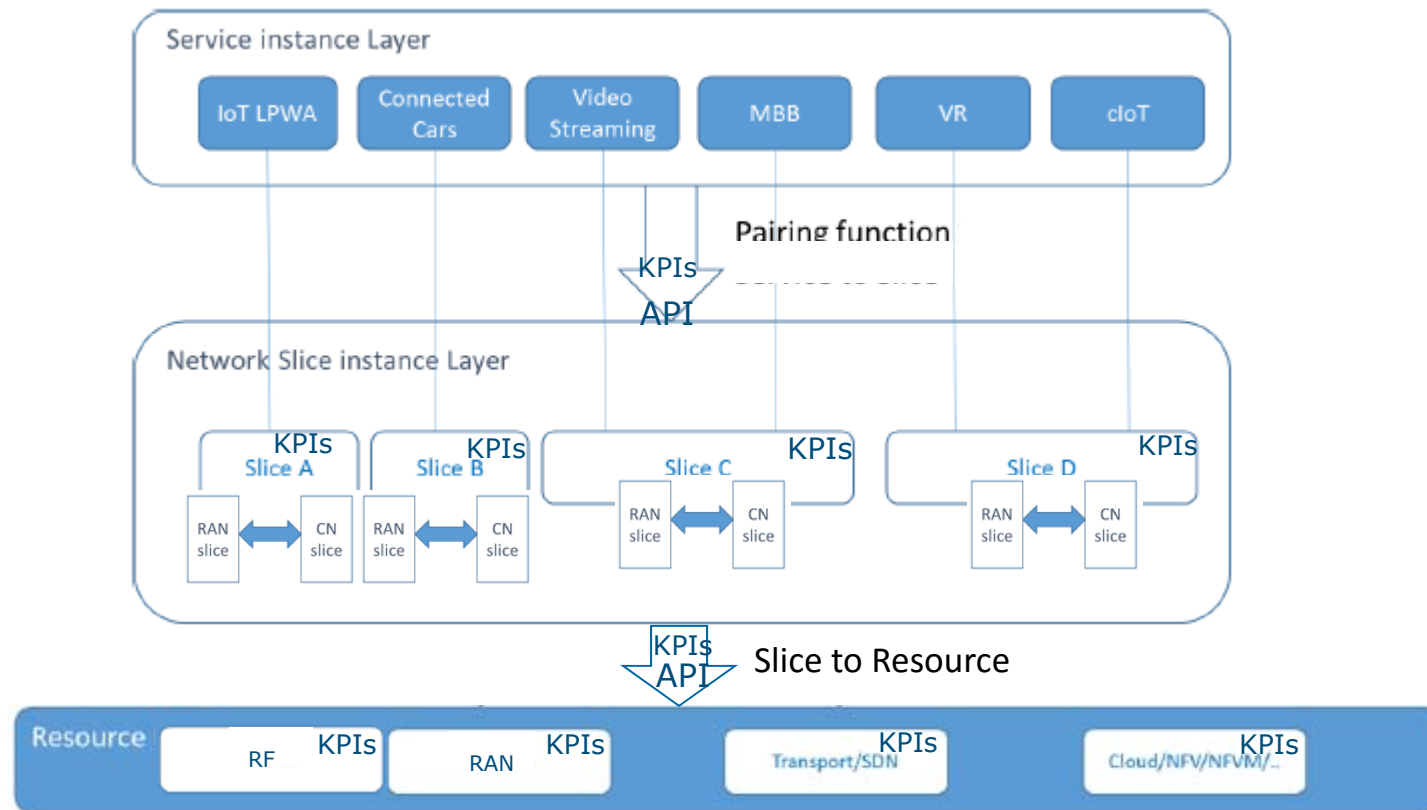 Service instance Layer
IoT LPWA
Connected
Cars
Video
Streaming
MBB
VR
cIoT
Pairing function
KPIs
API
Network Slice instance Layer
KPIs
Slice A
KPIs
Slice B
KPIs
Slice C
KPIs
Slice D
RAN
slice
CN
slice
RAN
slice
CN
slice
RAN
slice
CN
slice
RAN
slice
CN
slice
KPIs
API
Slice to Resource
Resource
KPIs
RF
KPIs
RAN
KPIs
Transport/SDN
KPIs
Cloud/NFV/NFVM/..